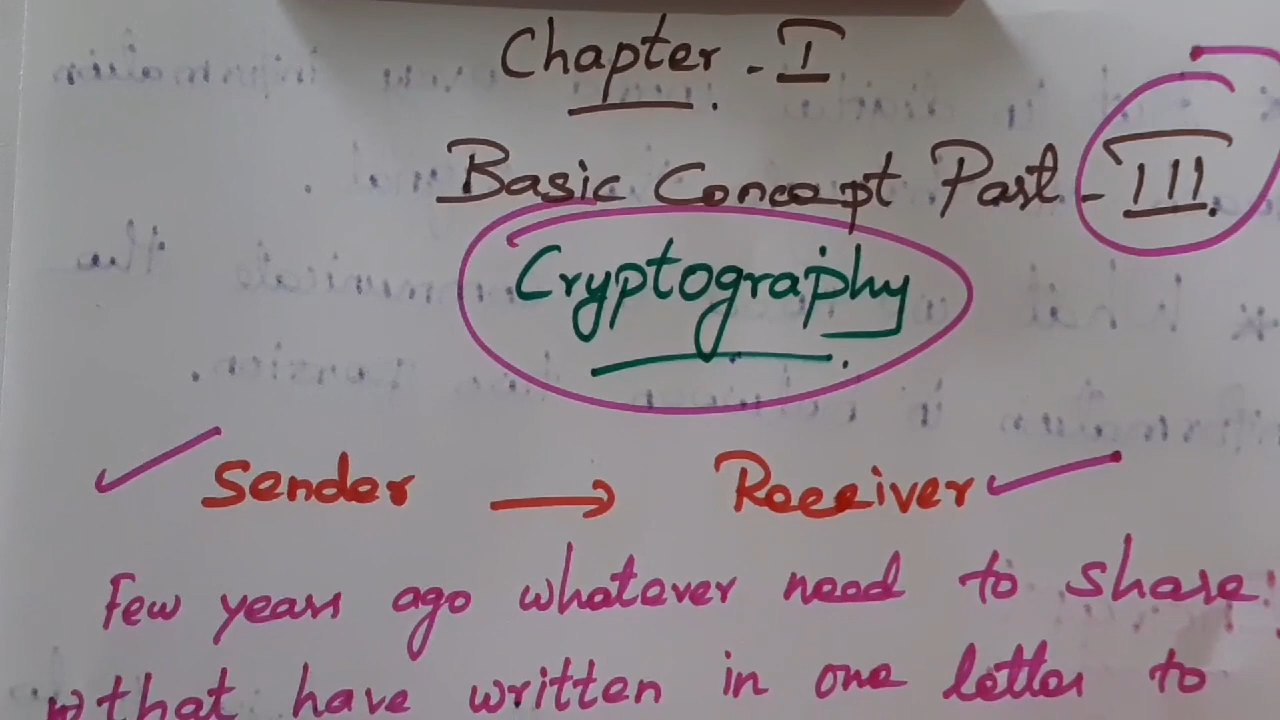 Chapter - I
Basic Concept Part - III
Cryptography
Sender → Receiver
Few years ago whatever need to share
that have written in one letter to